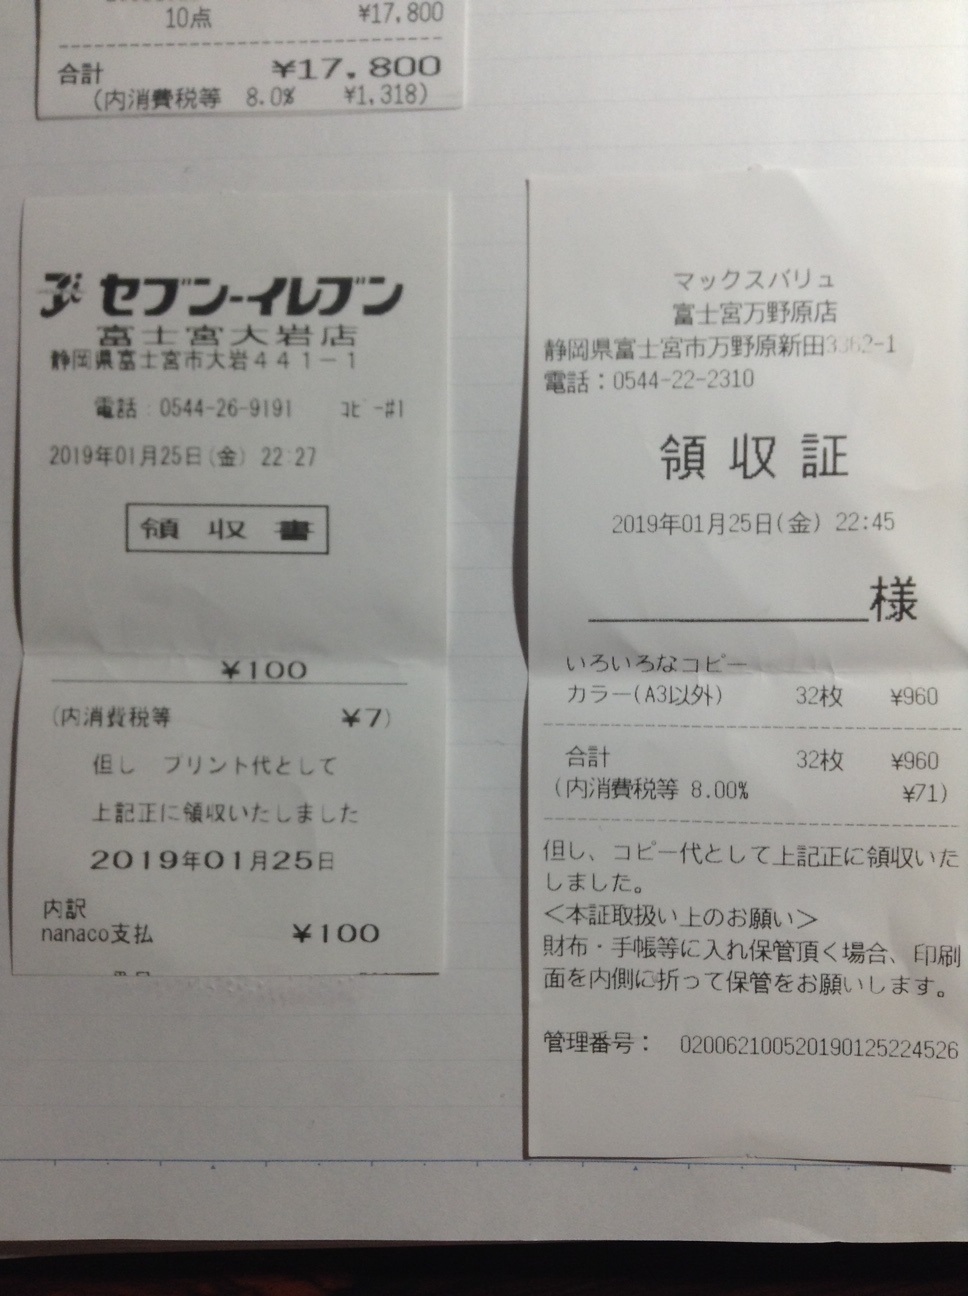 10点 ¥17,800
合計 ¥17,800
(内消費税等 8.0% ¥1,318)
セブン-イレブン
富士宮大岩店
静岡県富士宮市大岩441-1
電話:0544-26-9191 コピー#1
2019年01月25日(金) 22:27
領収書
¥100
(内消費税等 ¥7)
但し プリント代として
上記正に領収いたしました
2019年01月25日
内訳
nanaco支払 ¥100
マックスバリュ
富士宮万野原店
静岡県富士宮市万野原新田3362-1
電話:0544-22-2310
領収証
2019年01月25日(金) 22:45
様
いろいろなコピー
カラー(A3以外) 32枚 ¥960
合計 32枚 ¥960
(内消費税等 8.00% ¥71)
但し、コピー代として上記正に領収いた
しました。
<本証取扱い上のお願い>
財布・手帳等に入れ保管頂く場合、印刷
面を内側に折って保管をお願いします。
管理番号: 020062100520190125224526